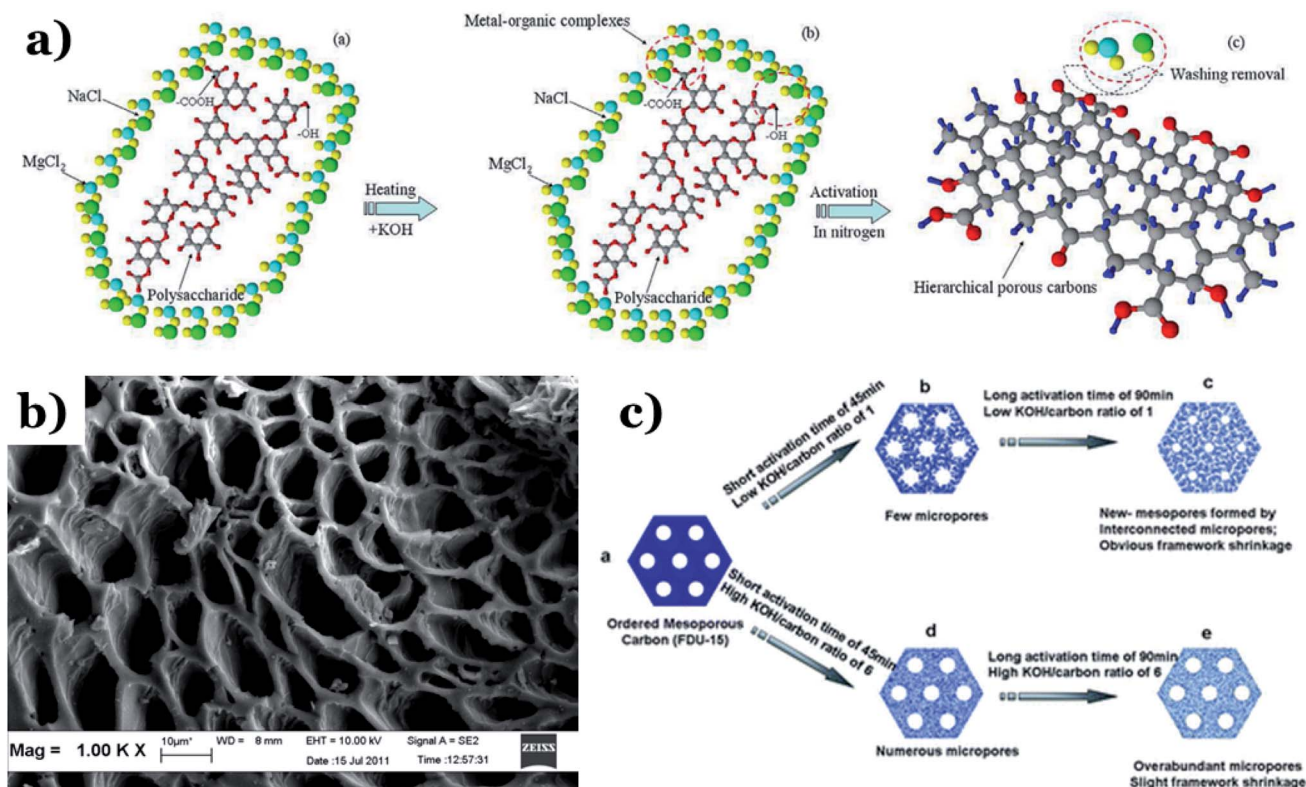 a)
(a)
NaCl
-COOH
-OH
MgCl2
Polysaccharide
Heating
+KOH
Metal-organic complexes
(b)
NaCl
-COOH
-OH
MgCl2
Polysaccharide
Activation
In nitrogen
(c)
Washing removal
Hierarchical porous carbons
b)
Mag = 1.00 K X
10µm*
WD = 8 mm
EHT = 10.00 kV
Signal A = SE2
Date :15 Jul 2011
Time :12:57:31
ZEISS
c)
a
Ordered Mesoporous
Carbon (FDU-15)
Short activation time of 45min
Low KOH/carbon ratio of 1
b
Few micropores
Long activation time of 90min
Low KOH/carbon ratio of 1
c
New- mesopores formed by
Interconnected micropores;
Obvious framework shrinkage
Short activation time of 45min
High KOH/carbon ratio of 6
d
Numerous micropores
Long activation time of 90min
High KOH/carbon ratio of 6
e
Overabundant micropores
Slight framework shrinkage